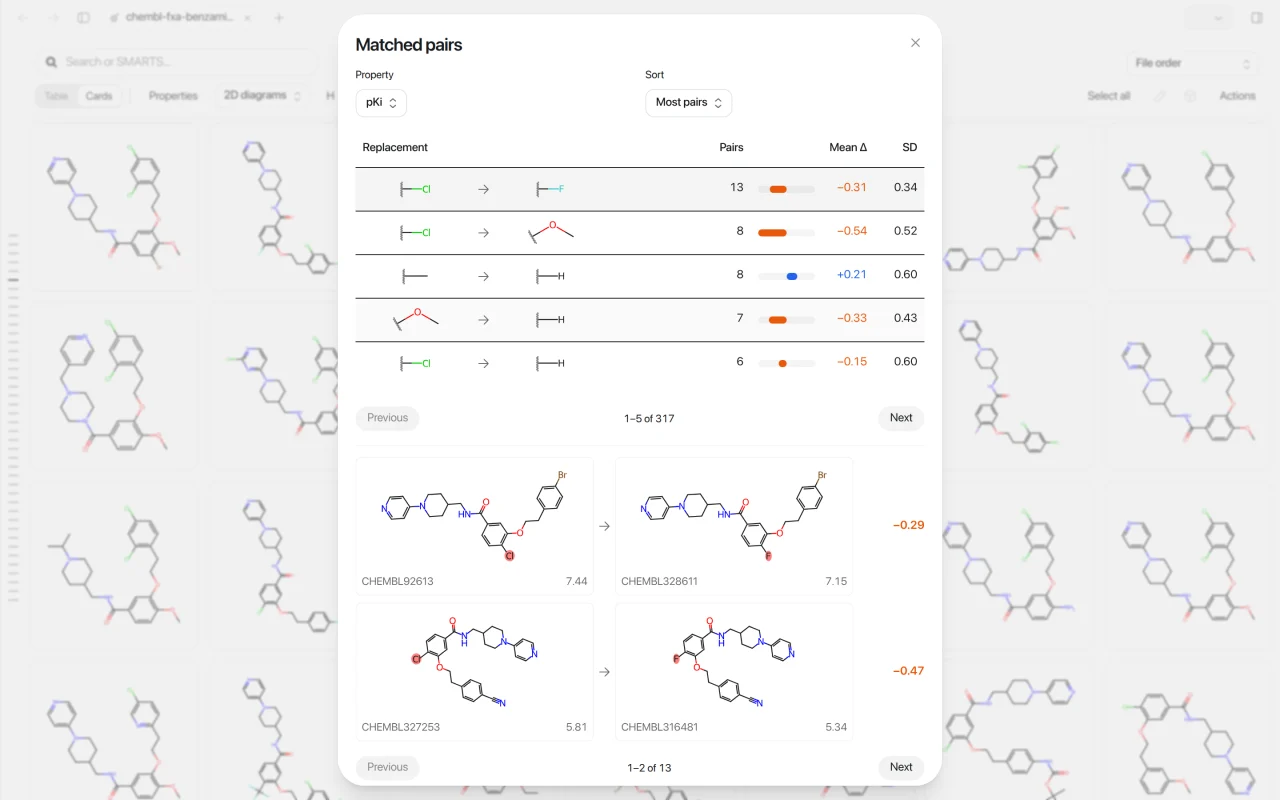 chembl-fxa-benzami...
Search or SMARTS...
File order
Table Cards Properties 2D diagrams H
Select all Actions
Matched pairs
Property Sort
pKi Most pairs
Replacement Pairs Mean Δ SD
Cl → F 13 −0.31 0.34
Cl → O 8 −0.54 0.52
→ H 8 +0.21 0.60
O → H 7 −0.33 0.43
Cl → H 6 −0.15 0.60
Previous 1–5 of 317 Next
N N HN O O Br Cl → N N HN O O Br F −0.29
CHEMBL92613 7.44 CHEMBL328611 7.15
O N H N N Cl O N → O N H N N F O N −0.47
CHEMBL327253 5.81 CHEMBL316481 5.34
Previous 1–2 of 13 Next